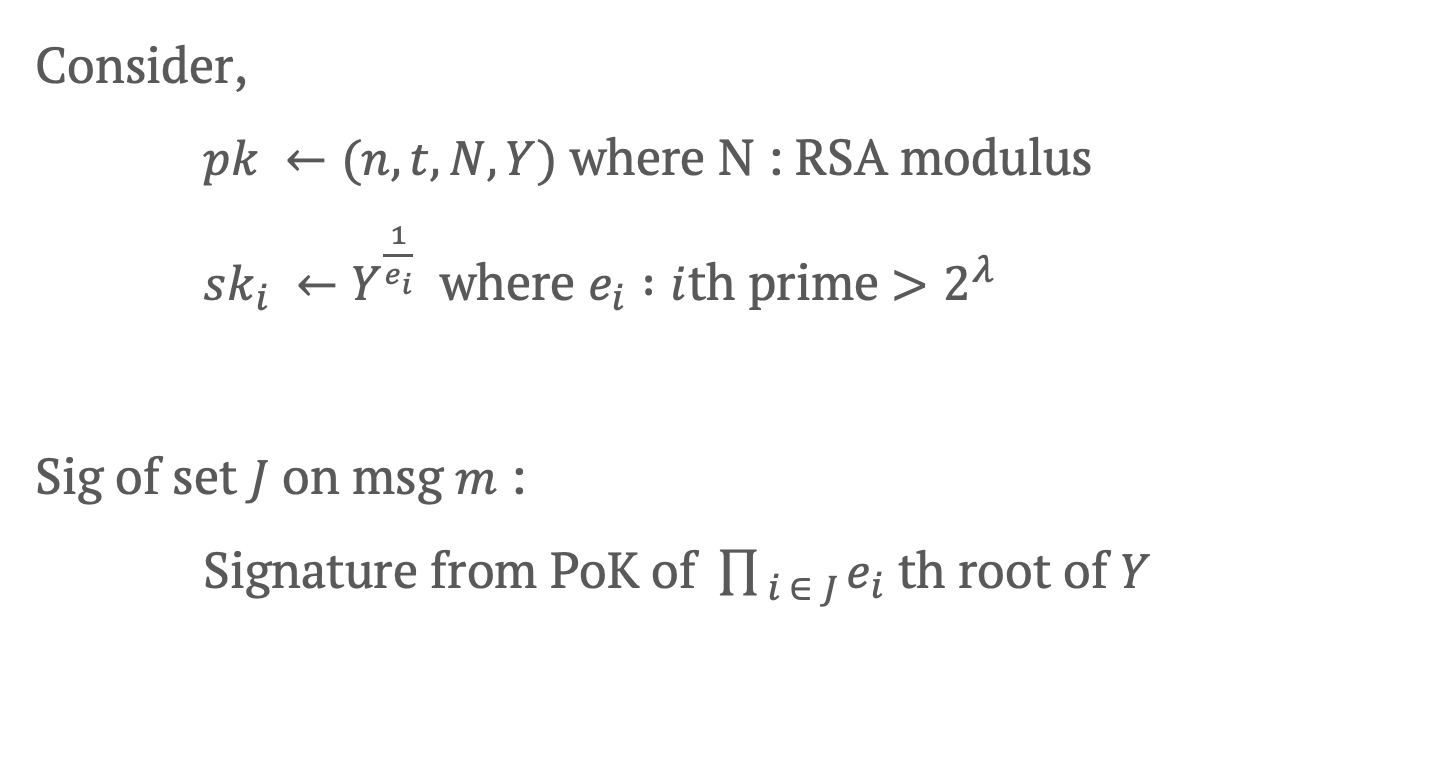 Consider,
pk ← (n, t, N, Y) where N : RSA modulus
sk_i ← Y^{\frac{1}{e_i}} where e_i : ith prime > 2^λ
Sig of set J on msg m :
Signature from PoK of ∏_{i ∈ J} e_i th root of Y